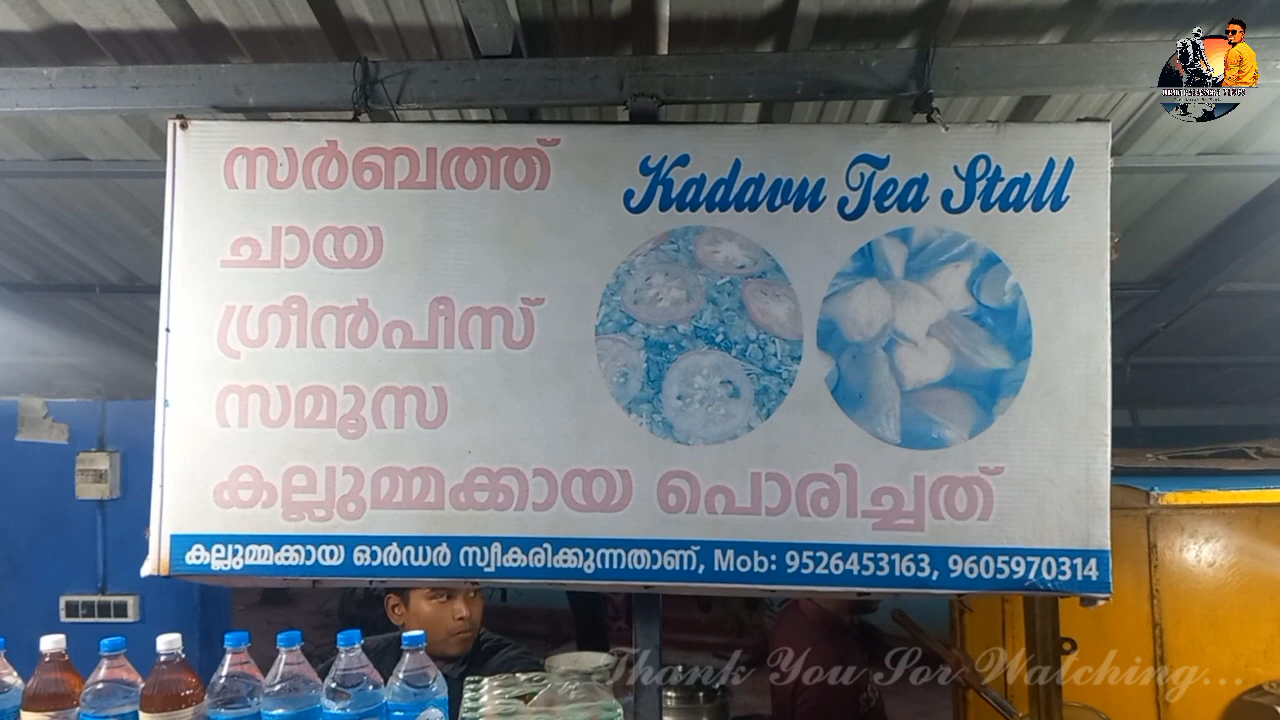 സർബത്ത്
Kadavu Tea Stall
ചായ
ഗ്രീൻപീസ്
സമൂസ
കല്ലുമ്മക്കായ പൊരിച്ചത്
കല്ലുമ്മക്കായ ഓർഡർ സ്വീകരിക്കുന്നതാണ്, Mob: 9526453163, 9605970314
Thank You For Watching...